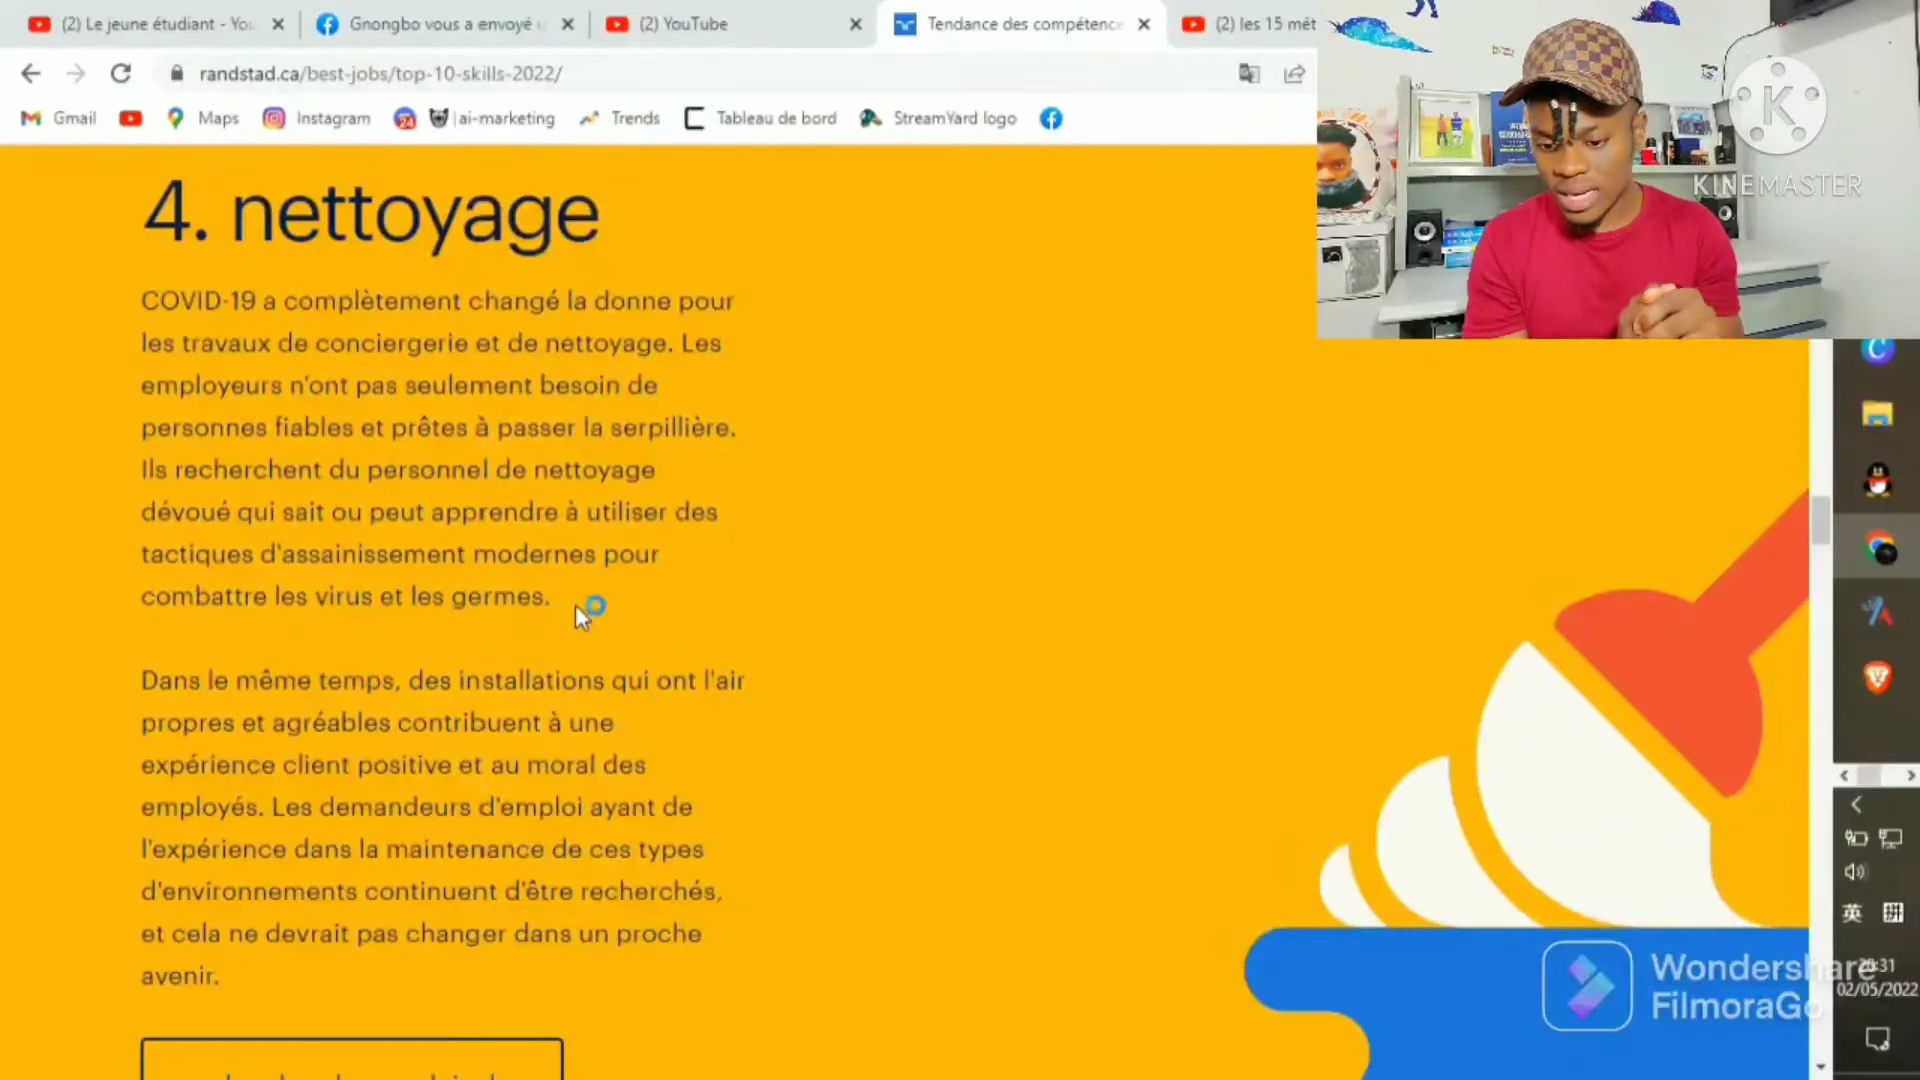 (2) Le jeune étudiant - You
Gnongbo vous a envoyé u
(2) YouTube
Tendance des compétence
(2) les 15 mét
randstad.ca/best-jobs/top-10-skills-2022/
Gmail
Maps
Instagram
24
ai-marketing
Trends
Tableau de bord
StreamYard logo
K
KINEMASTER
4. nettoyage
COVID-19 a complètement changé la donne pour
les travaux de conciergerie et de nettoyage. Les
employeurs n'ont pas seulement besoin de
personnes fiables et prêtes à passer la serpillière.
Ils recherchent du personnel de nettoyage
dévoué qui sait ou peut apprendre à utiliser des
tactiques d'assainissement modernes pour
combattre les virus et les germes.
Dans le même temps, des installations qui ont l'air
propres et agréables contribuent à une
expérience client positive et au moral des
employés. Les demandeurs d'emploi ayant de
l'expérience dans la maintenance de ces types
d'environnements continuent d'être recherchés,
et cela ne devrait pas changer dans un proche
avenir.
英 拼
Wondershare
FilmoraGo
02/05/2022